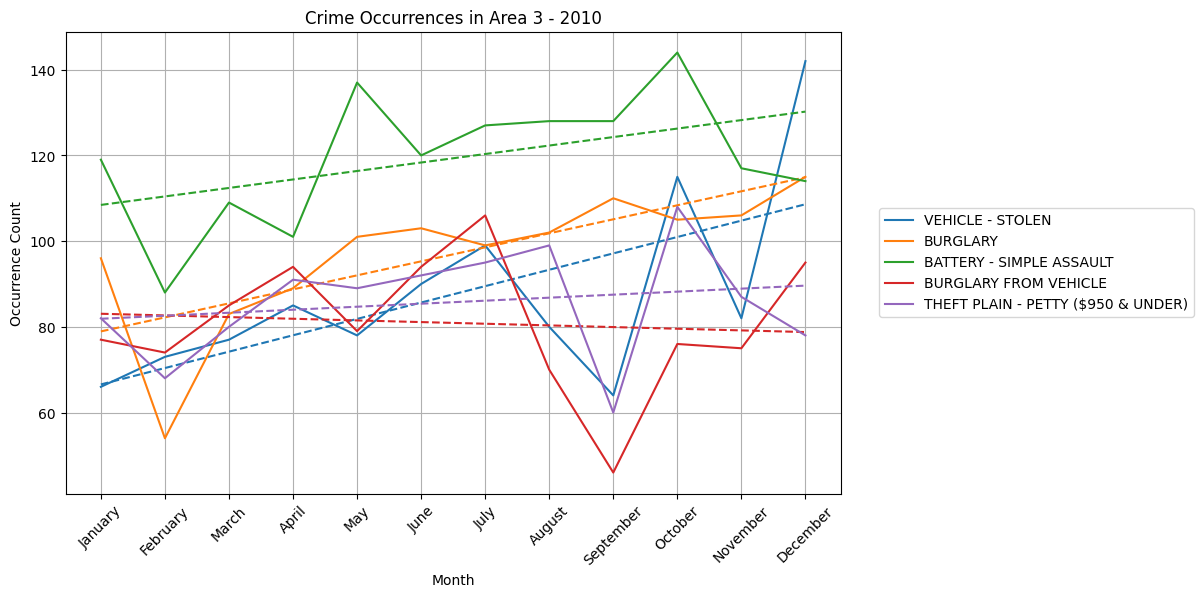 Crime Occurrences in Area 3 - 2010
Occurrence Count
140
120
100
80
60
January
February
March
April
May
June
July
August
September
October
November
December
Month
VEHICLE - STOLEN
BURGLARY
BATTERY - SIMPLE ASSAULT
BURGLARY FROM VEHICLE
THEFT PLAIN - PETTY ($950 & UNDER)